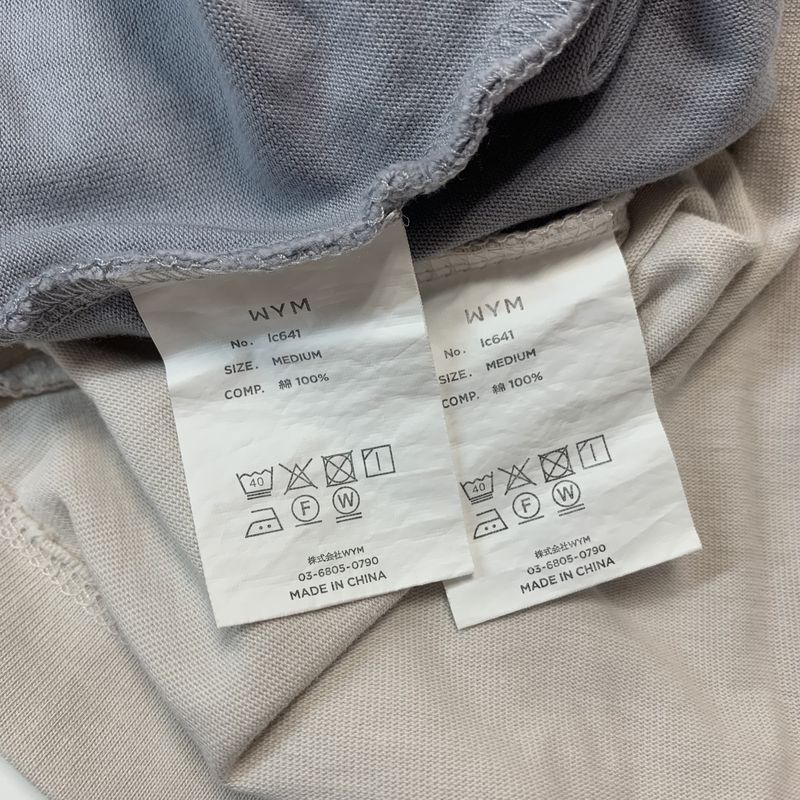 WYM
No. lc641
SIZE. MEDIUM
COMP. 綿 100%
40
F W
株式会社WYM
03-6805-0790
MADE IN CHINA
WYM
No. lc641
SIZE. MEDIUM
COMP. 綿 100%
40
F W
株式会社WYM
03-6805-0790
MADE IN CHINA